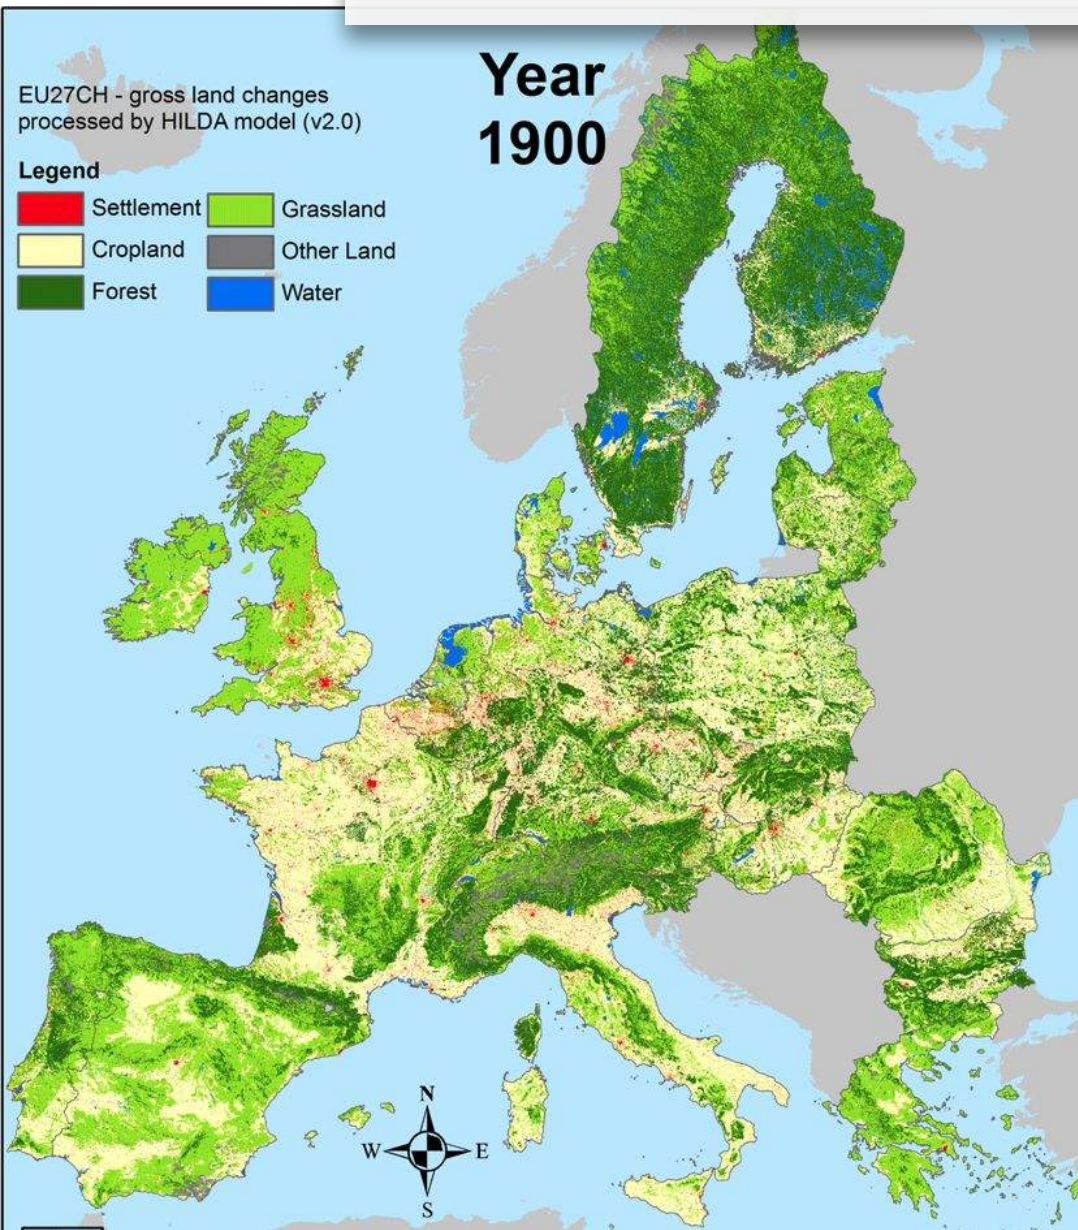 Year
1900
EU27CH - gross land changes
processed by HILDA model (v2.0)
Legend
Settlement
Grassland
Cropland
Other Land
Forest
Water
N
W
E
S